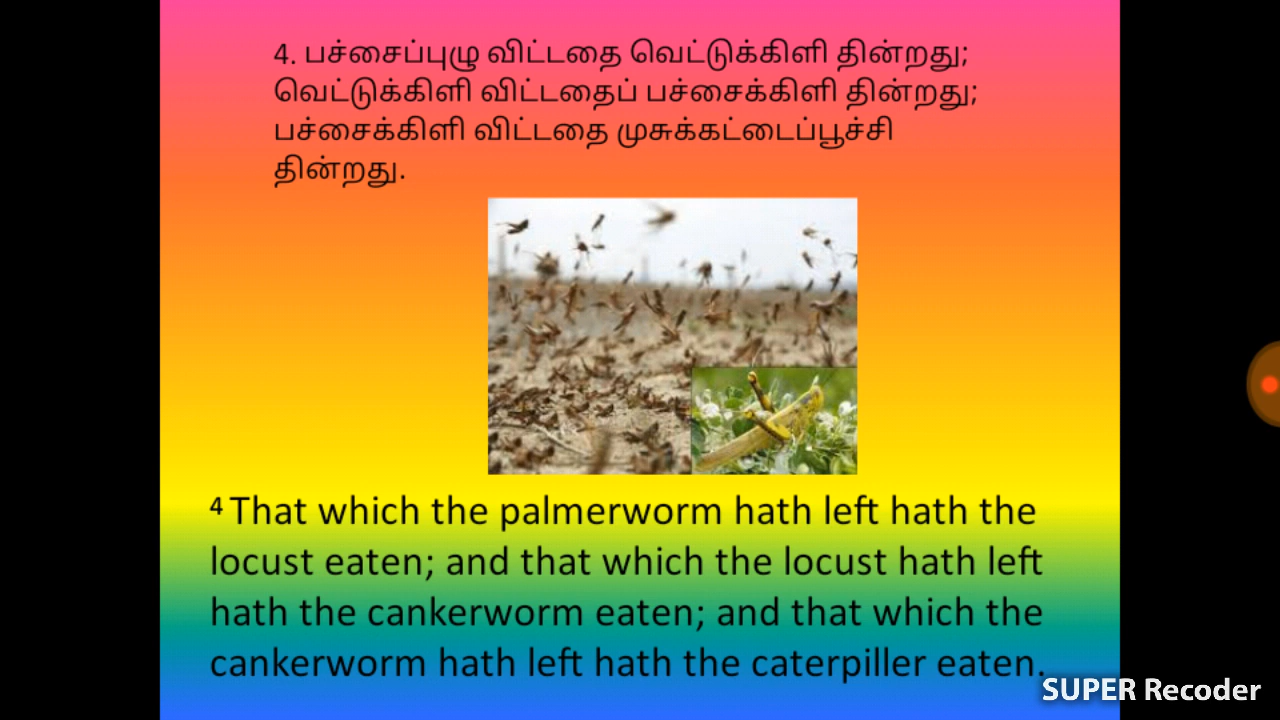 4. பச்சைப்புழு விட்டதை வெட்டுக்கிளி தின்றது;
வெட்டுக்கிளி விட்டதைப் பச்சைக்கிளி தின்றது;
பச்சைக்கிளி விட்டதை முசுக்கட்டைப்பூச்சி
தின்றது.
4 That which the palmerworm hath left hath the
locust eaten; and that which the locust hath left
hath the cankerworm eaten; and that which the
cankerworm hath left hath the caterpiller eaten.
SUPER Recoder